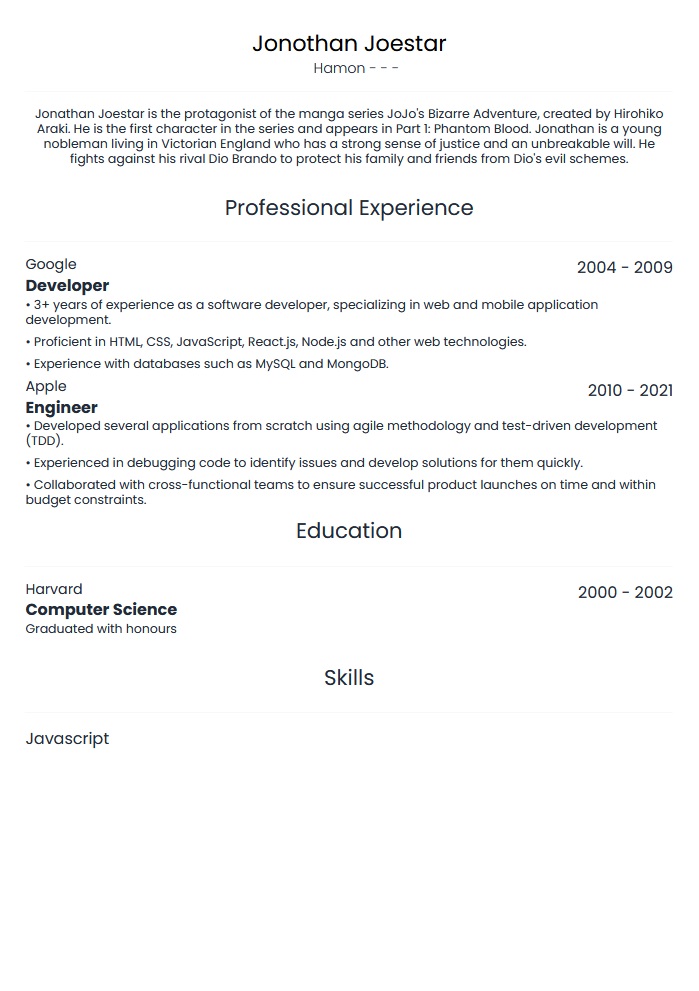 Jonothan Joestar
Hamon - - -
Jonathan Joestar is the protagonist of the manga series JoJo's Bizarre Adventure, created by Hirohiko
Araki. He is the first character in the series and appears in Part 1: Phantom Blood. Jonathan is a young
nobleman living in Victorian England who has a strong sense of justice and an unbreakable will. He
fights against his rival Dio Brando to protect his family and friends from Dio's evil schemes.
Professional Experience
Google
2004 - 2009
Developer
• 3+ years of experience as a software developer, specializing in web and mobile application
development.
• Proficient in HTML, CSS, JavaScript, React.js, Node.js and other web technologies.
• Experience with databases such as MySQL and MongoDB.
Apple
2010 - 2021
Engineer
• Developed several applications from scratch using agile methodology and test-driven development
(TDD).
• Experienced in debugging code to identify issues and develop solutions for them quickly.
• Collaborated with cross-functional teams to ensure successful product launches on time and within
budget constraints.
Education
Harvard
2000 - 2002
Computer Science
Graduated with honours
Skills
Javascript